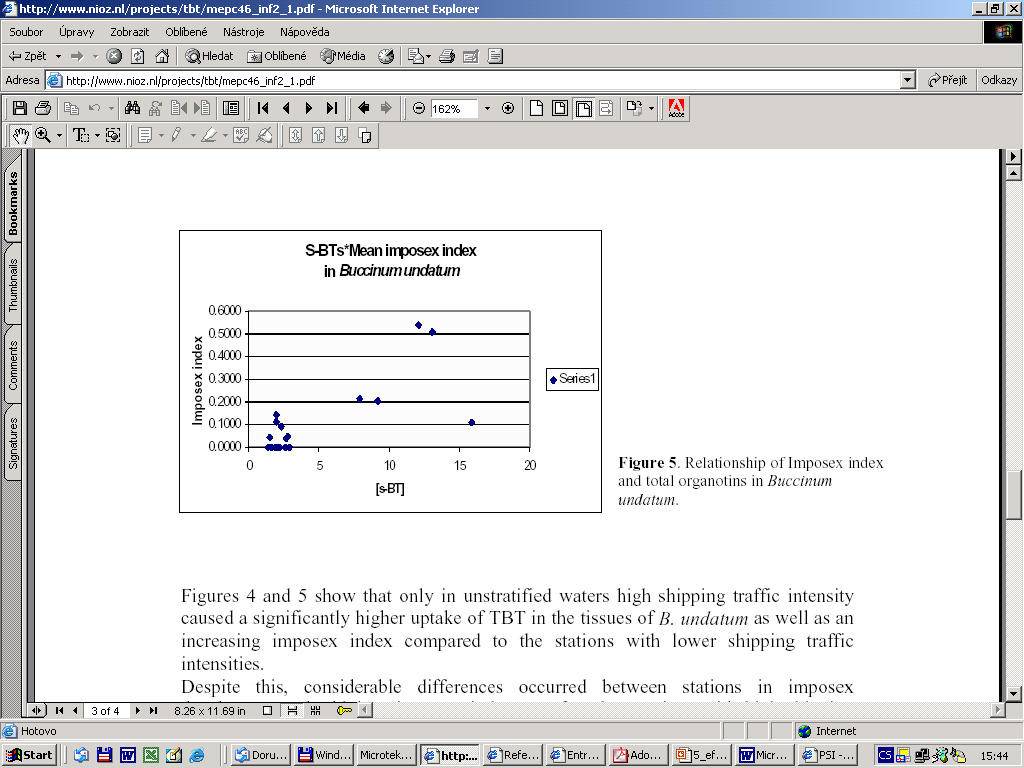 http://www.nioz.nl/projects/tbt/mepc46_inf2_1.pdf - Microsoft Internet Explorer
Soubor Úpravy Zobrazit Oblíbené Nástroje Nápověda
Zpět Hledat Oblíbené Média
Adresa http://www.nioz.nl/projects/tbt/mepc46_inf2_1.pdf Přejít Odkazy
162% Adobe
ABC
Bookmarks
Thumbnails
Comments
Signatures
S-BTs*Mean imposex index
in Buccinum undatum
Imposex index
0.6000
0.5000
0.4000
0.3000
0.2000
0.1000
0.0000
0 5 10 15 20
[s-BT]
Series1
Figure 5. Relationship of Imposex index
and total organotins in Buccinum
undatum.
Figures 4 and 5 show that only in unstratified waters high shipping traffic intensity
caused a significantly higher uptake of TBT in the tissues of B. undatum as well as an
increasing imposex index compared to the stations with lower shipping traffic
intensities.
Despite this, considerable differences occurred between stations in imposex
3 of 4 8.26 x 11.69 in
Hotovo Internet
Start Doru... Wind... Microtek... http:... Refe... Entr... Ado... 5_ef... Micr... PSI -... CS 15:44